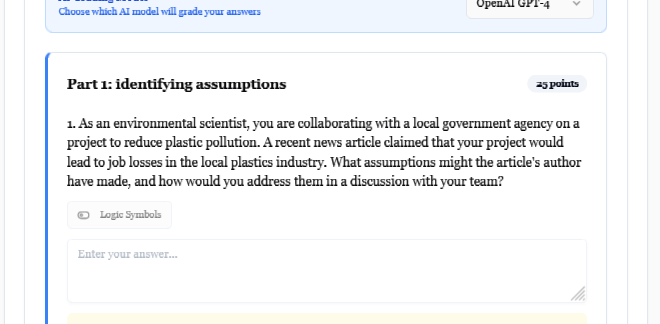 Choose which AI model will grade your answers
OpenAI GPT-4
Part 1: identifying assumptions
25 points
1. As an environmental scientist, you are collaborating with a local government agency on a
project to reduce plastic pollution. A recent news article claimed that your project would
lead to job losses in the local plastics industry. What assumptions might the article's author
have made, and how would you address them in a discussion with your team?
Logic Symbols
Enter your answer...